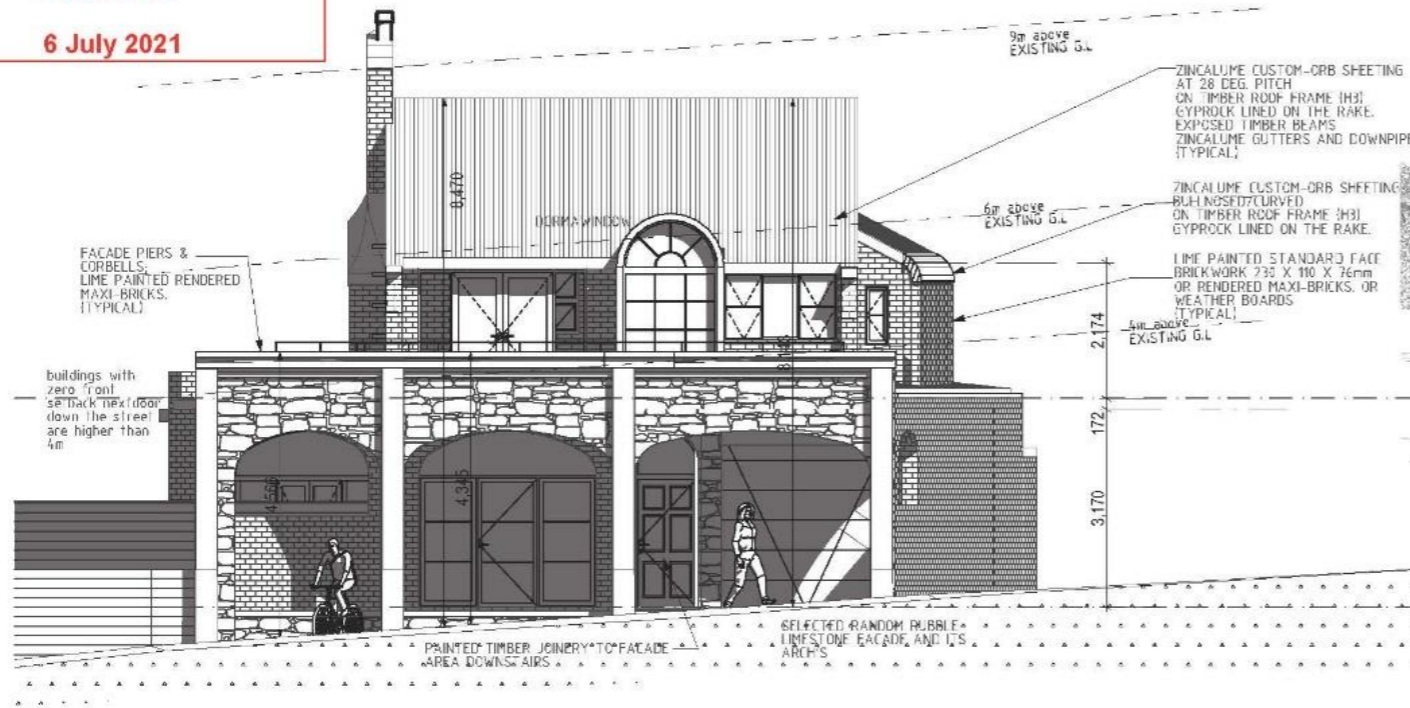 6 July 2021
9m above
EXISTING G.L
ZINCALUME CUSTOM-ORB SHEETING
AT 28 DEG. PITCH
ON TIMBER ROOF FRAME (H3)
GYPROCK LINED ON THE RAKE.
EXPOSED TIMBER BEAMS
ZINCALUME GUTTERS AND DOWNPIPE
(TYPICAL)
8,470
DORMA WINDOW
6m above
EXISTING G.L
ZINCALUME CUSTOM-ORB SHEETING
BULLNOSED/CURVED
ON TIMBER ROOF FRAME (H3)
GYPROCK LINED ON THE RAKE.
FACADE PIERS &
CORBELLS;
LIME PAINTED RENDERED
MAXI-BRICKS.
(TYPICAL)
LIME PAINTED STANDARD FACE
BRICKWORK 230 X 110 X 76mm
OR RENDERED MAXI-BRICKS. OR
WEATHER BOARDS
(TYPICAL)
4m above
EXISTING G.L
2,174
buildings with
zero front
setback nextdoor
down the street
are higher than
4m
172
4,566
4,345
3,170
PAINTED TIMBER JOINERY TO FACADE
AREA DOWNSTAIRS
SELECTED RANDOM RUBBLE
LIMESTONE FACADE AND ITS
ARCH'S